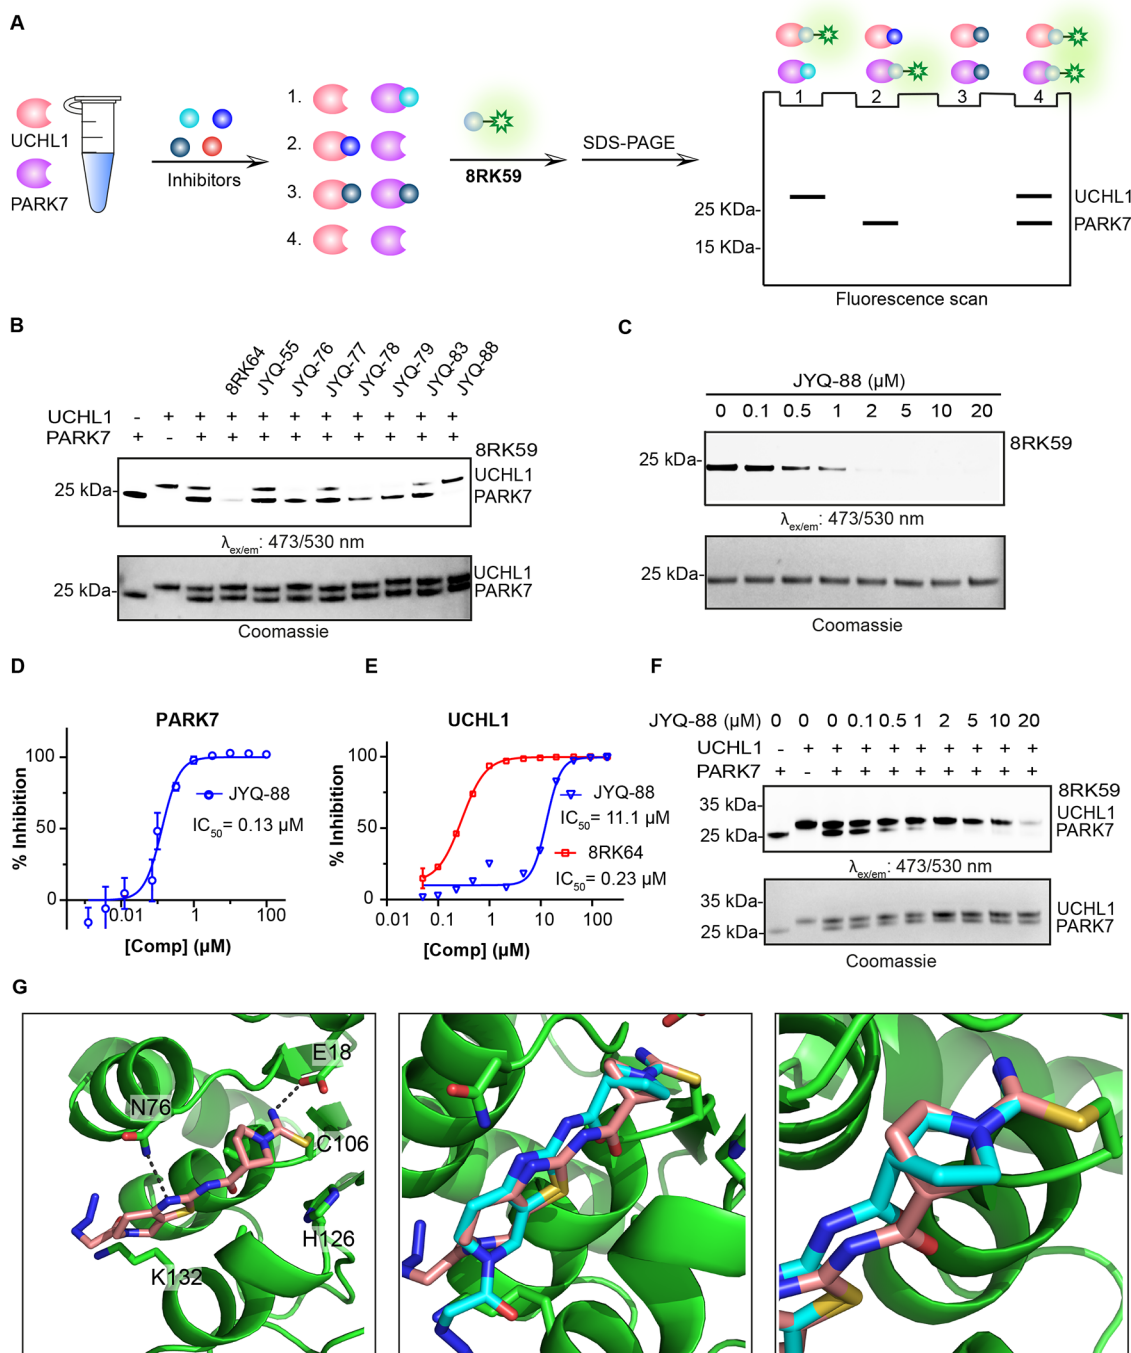 A
UCHL1
PARK7
Inhibitors
1.
2.
3.
4.
8RK59
SDS-PAGE
1 2 3 4
25 KDa-
15 KDa-
UCHL1
PARK7
Fluorescence scan
B
8RK64 JYQ-55 JYQ-76 JYQ-77 JYQ-78 JYQ-79 JYQ-83 JYQ-88
UCHL1 - + + + + + + + + + +
PARK7 + - + + + + + + + + +
8RK59
25 kDa-
UCHL1
PARK7
λex/em: 473/530 nm
25 kDa-
UCHL1
PARK7
Coomassie
C
JYQ-88 (µM)
0 0.1 0.5 1 2 5 10 20
25 kDa-
8RK59
λex/em: 473/530 nm
25 kDa-
Coomassie
D
PARK7
% Inhibition
100
50
0
JYQ-88
IC50= 0.13 µM
0.01 1 100
[Comp] (µM)
E
UCHL1
% Inhibition
100
50
0
JYQ-88
IC50= 11.1 µM
8RK64
IC50= 0.23 µM
0.01 0.1 1 10 100
[Comp] (µM)
F
JYQ-88 (µM) 0 0 0 0.1 0.5 1 2 5 10 20
UCHL1 - + + + + + + + + +
PARK7 + - + + + + + + + +
8RK59
35 kDa-
25 kDa-
UCHL1
PARK7
λex/em: 473/530 nm
35 kDa-
25 kDa-
UCHL1
PARK7
Coomassie
G
E18
N76
C106
H126
K132